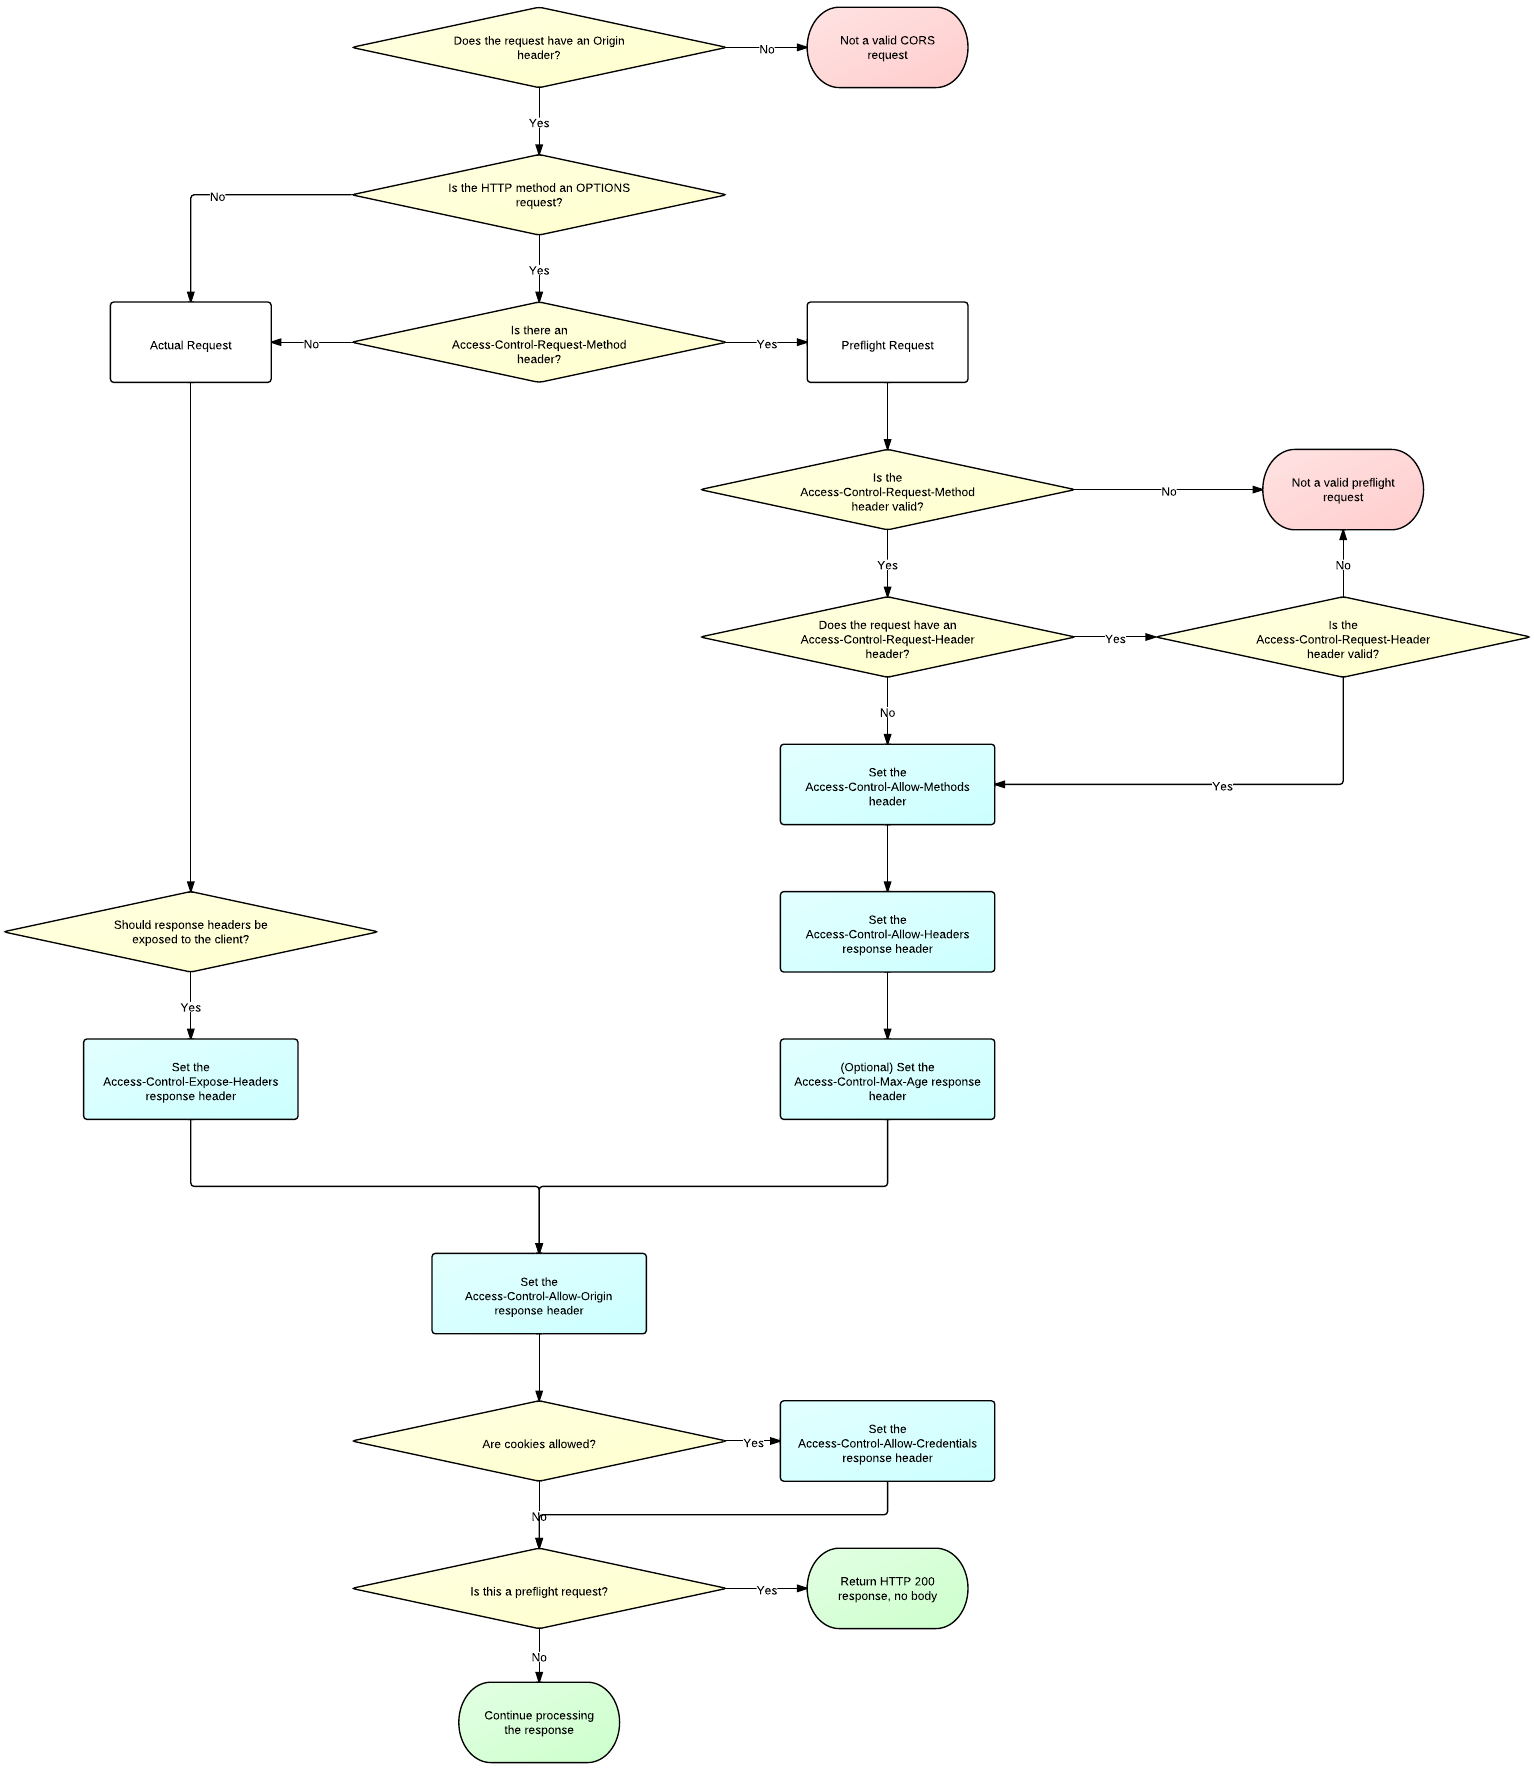 Does the request have an Origin
header?
No
Not a valid CORS
request
Yes
Is the HTTP method an OPTIONS
request?
No
Yes
Actual Request
No
Is there an
Access-Control-Request-Method
header?
Yes
Preflight Request
Is the
Access-Control-Request-Method
header valid?
No
Not a valid preflight
request
Yes
No
Does the request have an
Access-Control-Request-Header
header?
Yes
Is the
Access-Control-Request-Header
header valid?
No
Set the
Access-Control-Allow-Methods
header
Yes
Should response headers be
exposed to the client?
Set the
Access-Control-Allow-Headers
response header
Yes
Set the
Access-Control-Expose-Headers
response header
(Optional) Set the
Access-Control-Max-Age response
header
Set the
Access-Control-Allow-Origin
response header
Are cookies allowed?
Yes
Set the
Access-Control-Allow-Credentials
response header
No
Is this a preflight request?
Yes
Return HTTP 200
response, no body
No
Continue processing
the response